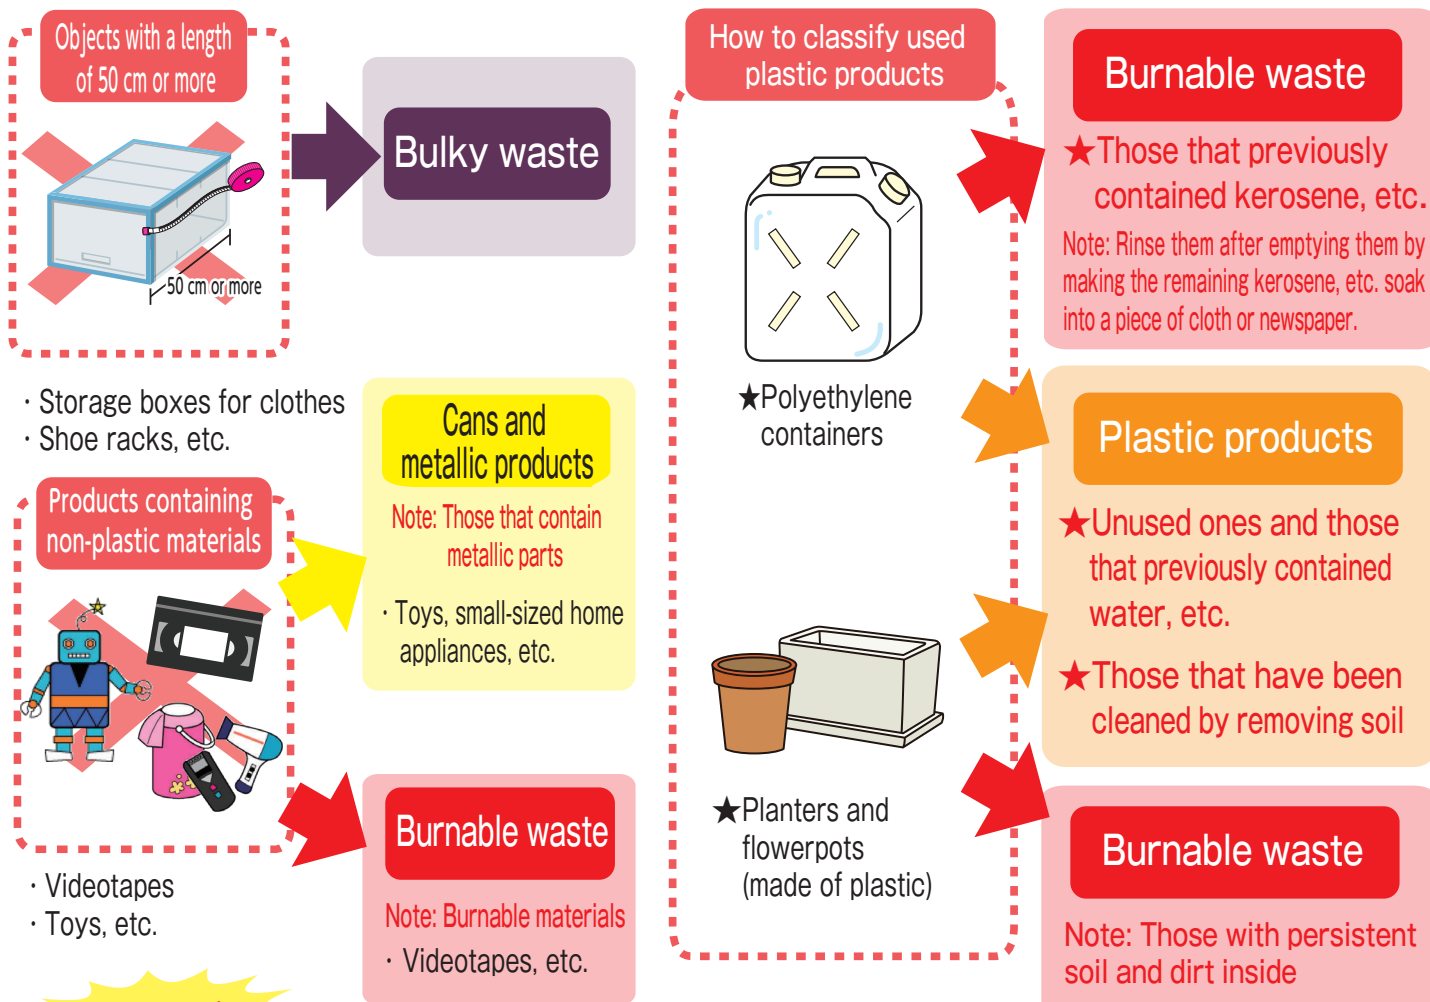 Objects with a length
of 50 cm or more
50 cm or more
Bulky waste
· Storage boxes for clothes
· Shoe racks, etc.
Products containing
non-plastic materials
Cans and
metallic products
Note: Those that contain
metallic parts
· Toys, small-sized home
appliances, etc.
· Videotapes
· Toys, etc.
Burnable waste
Note: Burnable materials
· Videotapes, etc.
How to classify used
plastic products
★Polyethylene
containers
★Planters and
flowerpots
(made of plastic)
Burnable waste
★Those that previously
contained kerosene, etc.
Note: Rinse them after emptying them by
making the remaining kerosene, etc. soak
into a piece of cloth or newspaper.
Plastic products
★Unused ones and those
that previously contained
water, etc.
★Those that have been
cleaned by removing soil
Burnable waste
Note: Those with persistent
soil and dirt inside